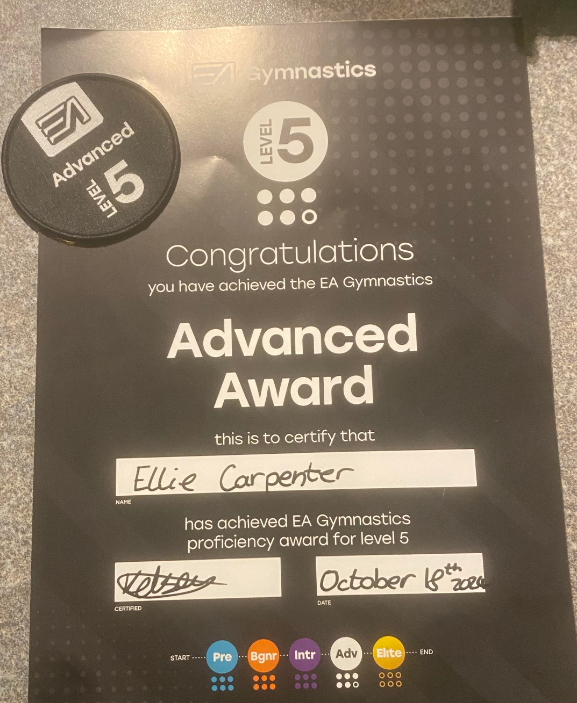 EA Gymnastics
LEVEL 5
EA
Advanced
LEVEL 5
Congratulations
you have achieved the EA Gymnastics
Advanced
Award
this is to certify that
Ellie Carpenter
NAME
has achieved EA Gymnastics
proficiency award for level 5
October 18th
CERTIFIED
DATE
START Pre Bgnr Intr Adv Elite END